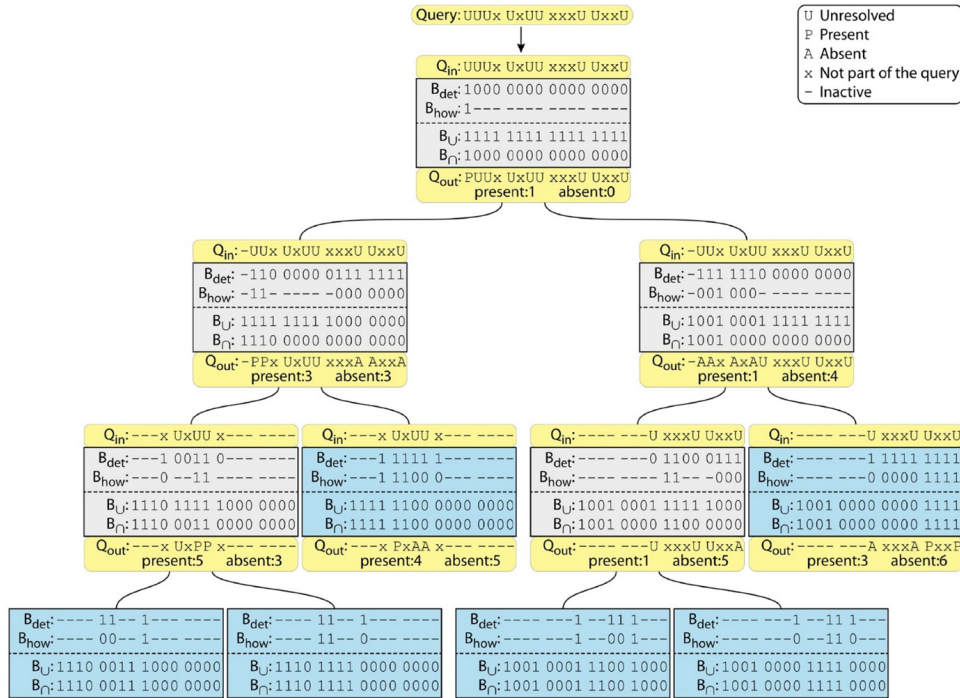 Query: UUUx UxUU xxxU UxxU
U Unresolved
P Present
A Absent
x Not part of the query
- Inactive
Qin: UUUx UxUU xxxU UxxU
Bdet: 1000 0000 0000 0000
Bhow: 1--- ---- ---- ----
B∪: 1111 1111 1111 1111
B∩: 1000 0000 0000 0000
Qout: PUUx UxUU xxxU UxxU
present:1 absent:0
Qin: -UUx UxUU xxxU UxxU
Bdet: -110 0000 0111 1111
Bhow: -11- ---- -000 0000
B∪: 1111 1111 1000 0000
B∩: 1110 0000 0000 0000
Qout: -PPx UxUU xxxA AxxA
present:3 absent:3
Qin: -UUx UxUU xxxU UxxU
Bdet: -111 1110 0000 0000
Bhow: -001 000- ---- ----
B∪: 1001 0001 1111 1111
B∩: 1001 0000 0000 0000
Qout: -AAx AxAU xxxU UxxU
present:1 absent:4
Qin: ---x UxUU x--- ----
Bdet: ---1 0011 0--- ----
Bhow: ---0 --11 ---- ----
B∪: 1110 1111 1000 0000
B∩: 1110 0011 0000 0000
Qout: ---x UxPP x--- ----
present:5 absent:3
Qin: ---x UxUU x--- ----
Bdet: ---1 1111 1--- ----
Bhow: ---1 1100 0--- ----
B∪: 1111 1100 0000 0000
B∩: 1111 1100 0000 0000
Qout: ---x PxAA x--- ----
present:4 absent:5
Qin: ---- ---U xxxU UxxU
Bdet: ---- ---0 1100 0111
Bhow: ---- ---- 11-- -000
B∪: 1001 0001 1111 1000
B∩: 1001 0000 1100 0000
Qout: ---- ---U xxxU UxxA
present:1 absent:5
Qin: ---- ---U xxxU UxxU
Bdet: ---- ---1 1111 1111
Bhow: ---- ---0 0000 1111
B∪: 1001 0000 0000 1111
B∩: 1001 0000 0000 1111
Qout: ---- ---A xxxA PxxP
present:3 absent:6
Bdet: ---- 11-- 1--- ----
Bhow: ---- 00-- 1--- ----
B∪: 1110 0011 1000 0000
B∩: 1110 0011 1000 0000
Bdet: ---- 11-- 1--- ----
Bhow: ---- 11-- 0--- ----
B∪: 1110 1111 0000 0000
B∩: 1110 1111 0000 0000
Bdet: ---- ---1 --11 1---
Bhow: ---- ---1 --00 1---
B∪: 1001 0001 1100 1000
B∩: 1001 0001 1100 1000
Bdet: ---- ---1 --11 1---
Bhow: ---- ---0 --11 0---
B∪: 1001 0000 1111 0000
B∩: 1001 0000 1111 0000